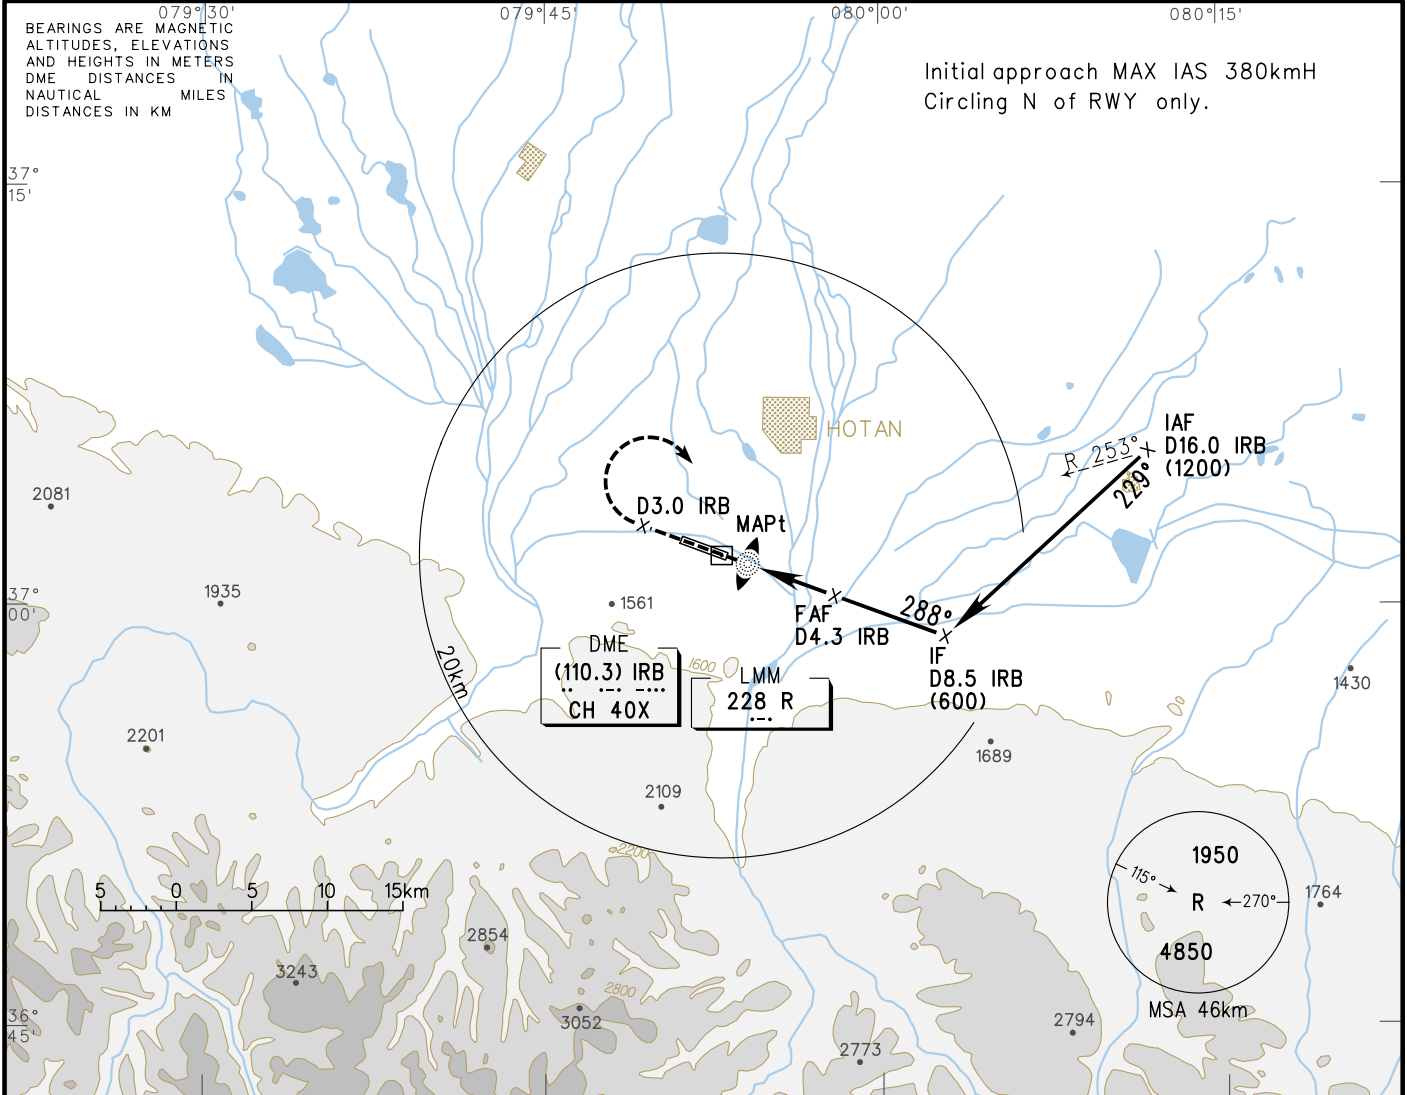 079°30'
079°45'
080°00'
080°15'
BEARINGS ARE MAGNETIC
ALTITUDES, ELEVATIONS
AND HEIGHTS IN METERS
DME DISTANCES IN
NAUTICAL MILES
DISTANCES IN KM
Initial approach MAX IAS 380kmH
Circling N of RWY only.
37°
15'
HOTAN
IAF
D16.0 IRB
(1200)
R 253°
229°
2081
D3.0 IRB
MAPt
1935
37°
00'
1561
FAF
D4.3 IRB
288°
IF
D8.5 IRB
(600)
20km
DME
(110.3) IRB
·· ·–· –···
CH 40X
1600
LMM
228 R
·–·
1430
2201
1689
2109
2200
5 0 5 10 15km
1950
115°
R
270°
4850
MSA 46km
1764
2854
3243
2800
3052
36°
45'
2794
2773